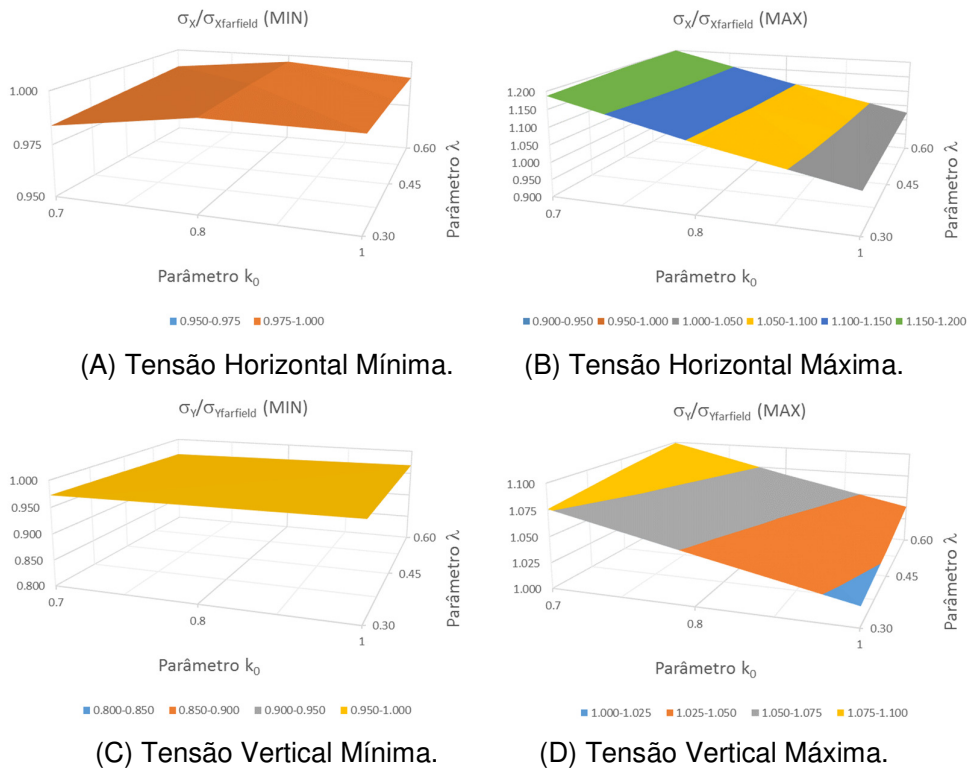 σX/σXfarfield (MIN)
1.000
0.975
0.950
0.7
0.8
1
0.30
0.45
0.60
Parâmetro k0
Parâmetro λ
0.950-0.975 0.975-1.000
(A) Tensão Horizontal Mínima.
σX/σXfarfield (MAX)
1.200
1.150
1.100
1.050
1.000
0.950
0.900
0.7
0.8
1
0.30
0.45
0.60
Parâmetro k0
Parâmetro λ
0.900-0.950 0.950-1.000 1.000-1.050 1.050-1.100 1.100-1.150 1.150-1.200
(B) Tensão Horizontal Máxima.
σY/σYfarfield (MIN)
1.000
0.950
0.900
0.850
0.800
0.7
0.8
1
0.30
0.45
0.60
Parâmetro k0
Parâmetro λ
0.800-0.850 0.850-0.900 0.900-0.950 0.950-1.000
(C) Tensão Vertical Mínima.
σY/σYfarfield (MAX)
1.100
1.075
1.050
1.025
1.000
0.7
0.8
1
0.30
0.45
0.60
Parâmetro k0
Parâmetro λ
1.000-1.025 1.025-1.050 1.050-1.075 1.075-1.100
(D) Tensão Vertical Máxima.